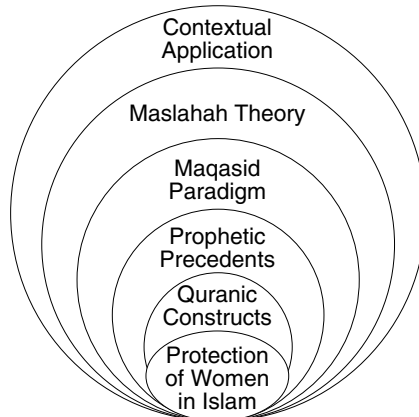 Contextual
Application
Maslahah Theory
Maqasid
Paradigm
Prophetic
Precedents
Quranic
Constructs
Protection
of Women
in Islam